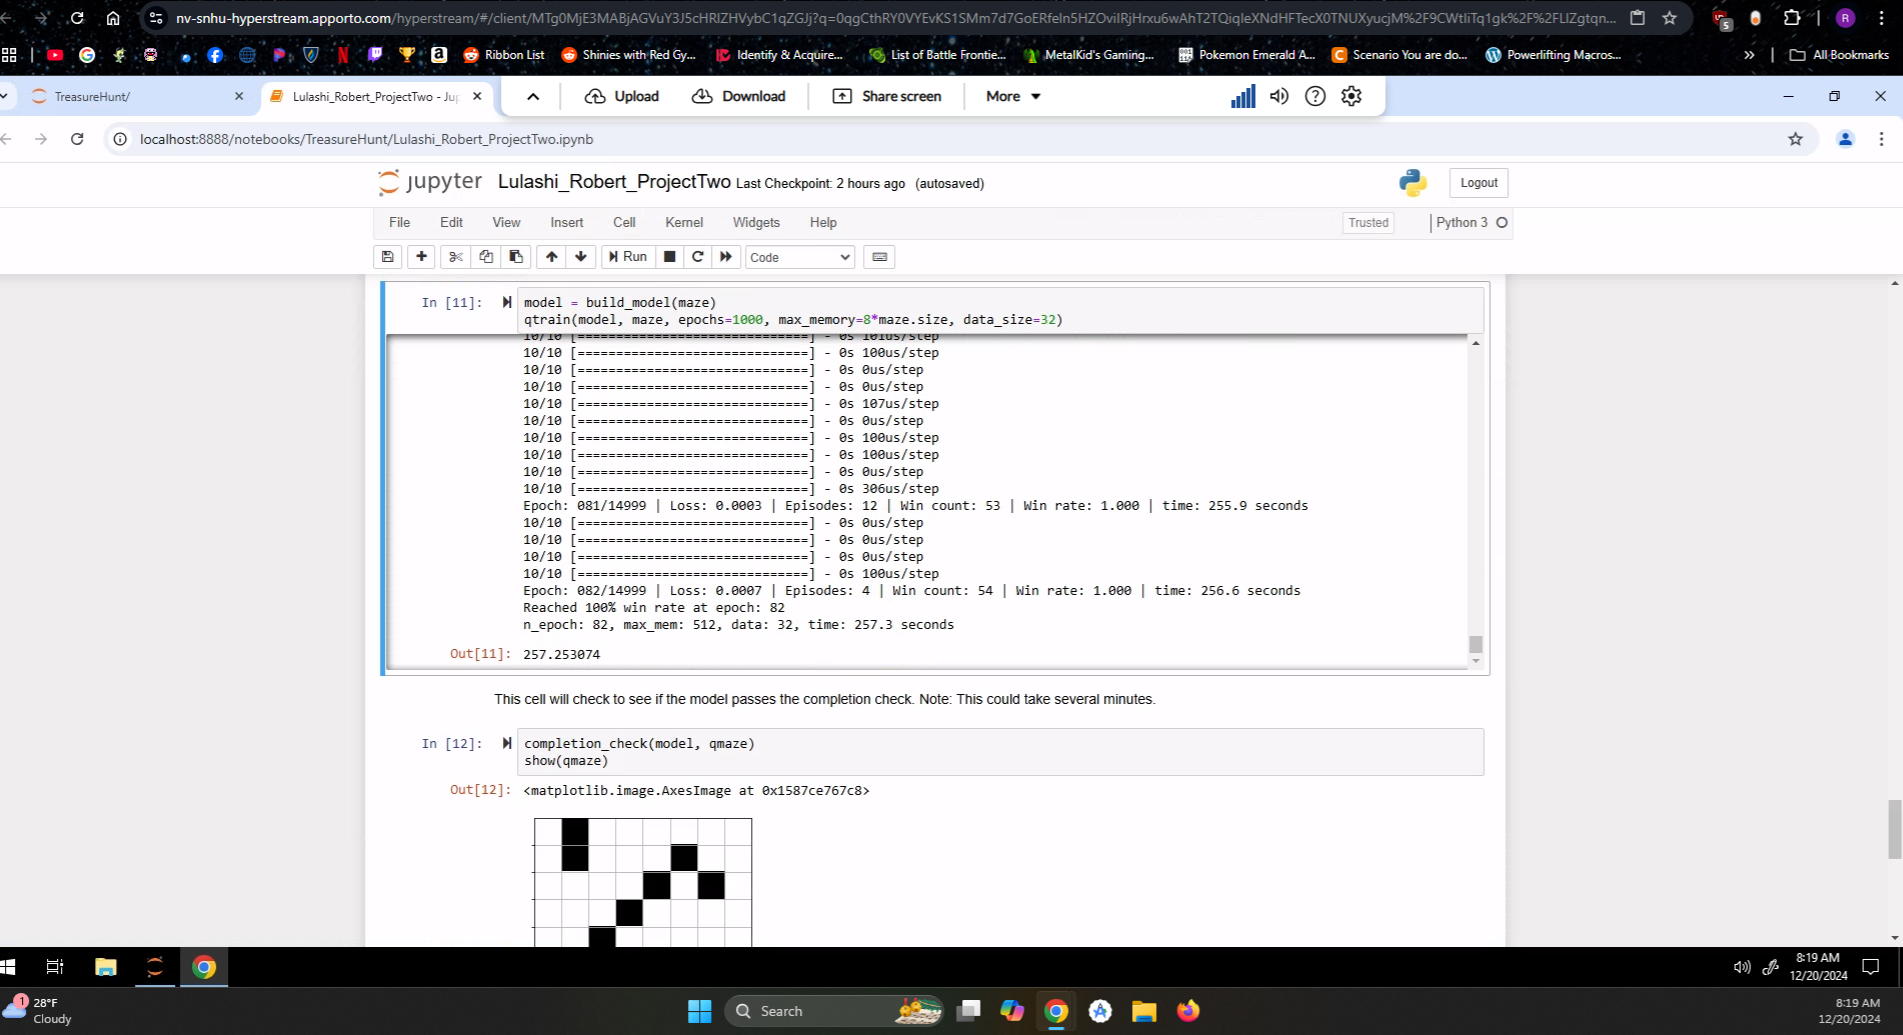 nv-snhu-hyperstream.apporto.com/hyperstream/#/client/MTg0MjE3MABjAGVuY3J5cHRlZHVybC1qZGJj?q=0qgCthRY0VYEvKS1SMm7d7GoERfeln5HZOviIRjHrxu6wAhT2TQiqIeXNdHFTecX0TNUXyucjM%2F9CWtIiTq1gk%2F%2FLIZgtqn...
5
R
Ribbon List
Shinies with Red Gy...
Identify & Acquire...
List of Battle Frontie...
MetalKid's Gaming...
Pokemon Emerald A...
Scenario You are do...
Powerlifting Macros...
» All Bookmarks
TreasureHunt/
Lulashi_Robert_ProjectTwo - Jup
Upload
Download
Share screen
More
localhost:8888/notebooks/TreasureHunt/Lulashi_Robert_ProjectTwo.ipynb
jupyter Lulashi_Robert_ProjectTwo Last Checkpoint: 2 hours ago (autosaved)
Logout
File Edit View Insert Cell Kernel Widgets Help
Trusted
Python 3
Run
Code
In [11]: model = build_model(maze)
qtrain(model, maze, epochs=1000, max_memory=8*maze.size, data_size=32)
10/10 [==============================] - 0s 101us/step
10/10 [==============================] - 0s 100us/step
10/10 [==============================] - 0s 0us/step
10/10 [==============================] - 0s 0us/step
10/10 [==============================] - 0s 107us/step
10/10 [==============================] - 0s 0us/step
10/10 [==============================] - 0s 100us/step
10/10 [==============================] - 0s 100us/step
10/10 [==============================] - 0s 0us/step
10/10 [==============================] - 0s 306us/step
Epoch: 081/14999 | Loss: 0.0003 | Episodes: 12 | Win count: 53 | Win rate: 1.000 | time: 255.9 seconds
10/10 [==============================] - 0s 0us/step
10/10 [==============================] - 0s 0us/step
10/10 [==============================] - 0s 0us/step
10/10 [==============================] - 0s 100us/step
Epoch: 082/14999 | Loss: 0.0007 | Episodes: 4 | Win count: 54 | Win rate: 1.000 | time: 256.6 seconds
Reached 100% win rate at epoch: 82
n_epoch: 82, max_mem: 512, data: 32, time: 257.3 seconds
Out[11]: 257.253074
This cell will check to see if the model passes the completion check. Note: This could take several minutes.
In [12]: completion_check(model, qmaze)
show(qmaze)
Out[12]: <matplotlib.image.AxesImage at 0x1587ce767c8>
8:19 AM
12/20/2024
1
28°F
Cloudy
Search
8:19 AM
12/20/2024